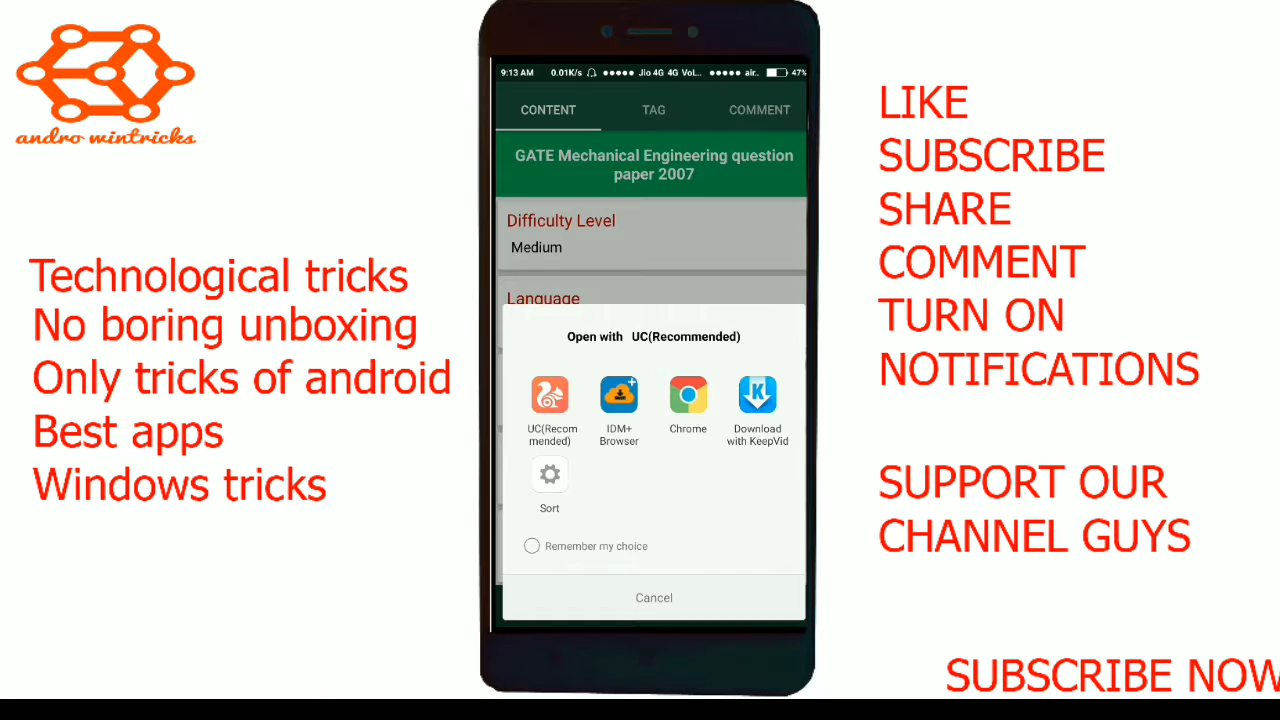 andro wintricks
Technological tricks
No boring unboxing
Only tricks of android
Best apps
Windows tricks
9:13 AM 0.01K/s Jio 4G 4G VoL... air.. 47%
CONTENT TAG COMMENT
GATE Mechanical Engineering question
paper 2007
Difficulty Level
Medium
Language
Open with UC(Recommended)
UC(Recom
mended)
IDM+
Browser
Chrome
Download
with KeepVid
Sort
Remember my choice
Cancel
LIKE
SUBSCRIBE
SHARE
COMMENT
TURN ON
NOTIFICATIONS
SUPPORT OUR
CHANNEL GUYS
SUBSCRIBE NOW